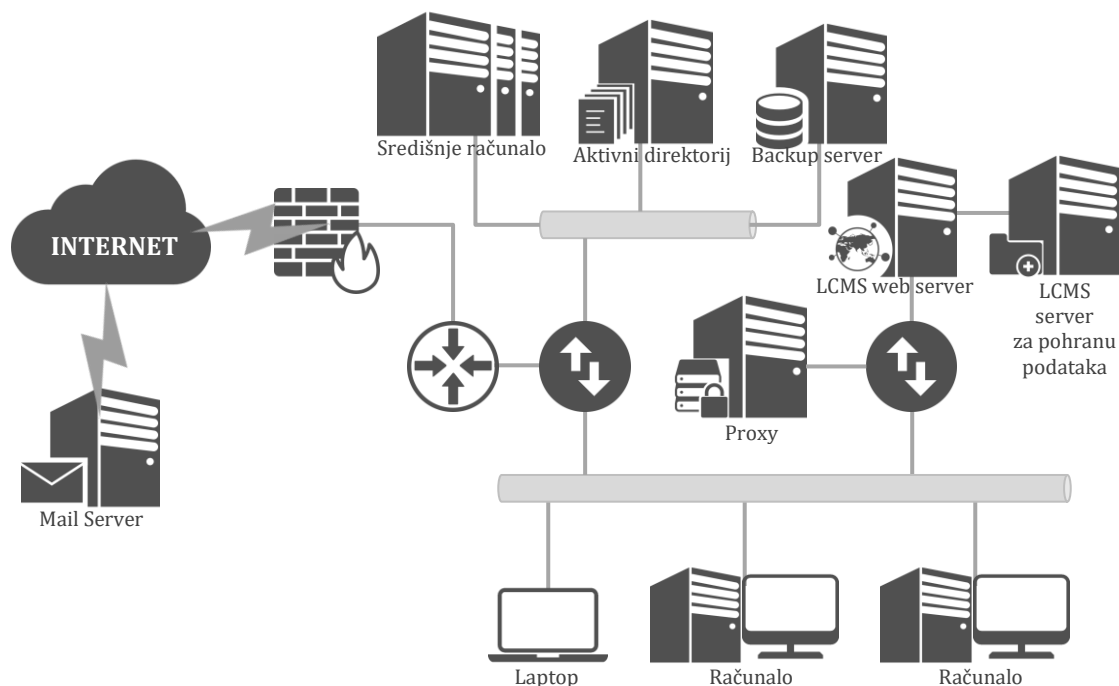 Središnje računalo
Aktivni direktorij
Backup server
INTERNET
LCMS web server
LCMS
server
za pohranu
podataka
Proxy
Mail Server
Laptop
Računalo
Računalo